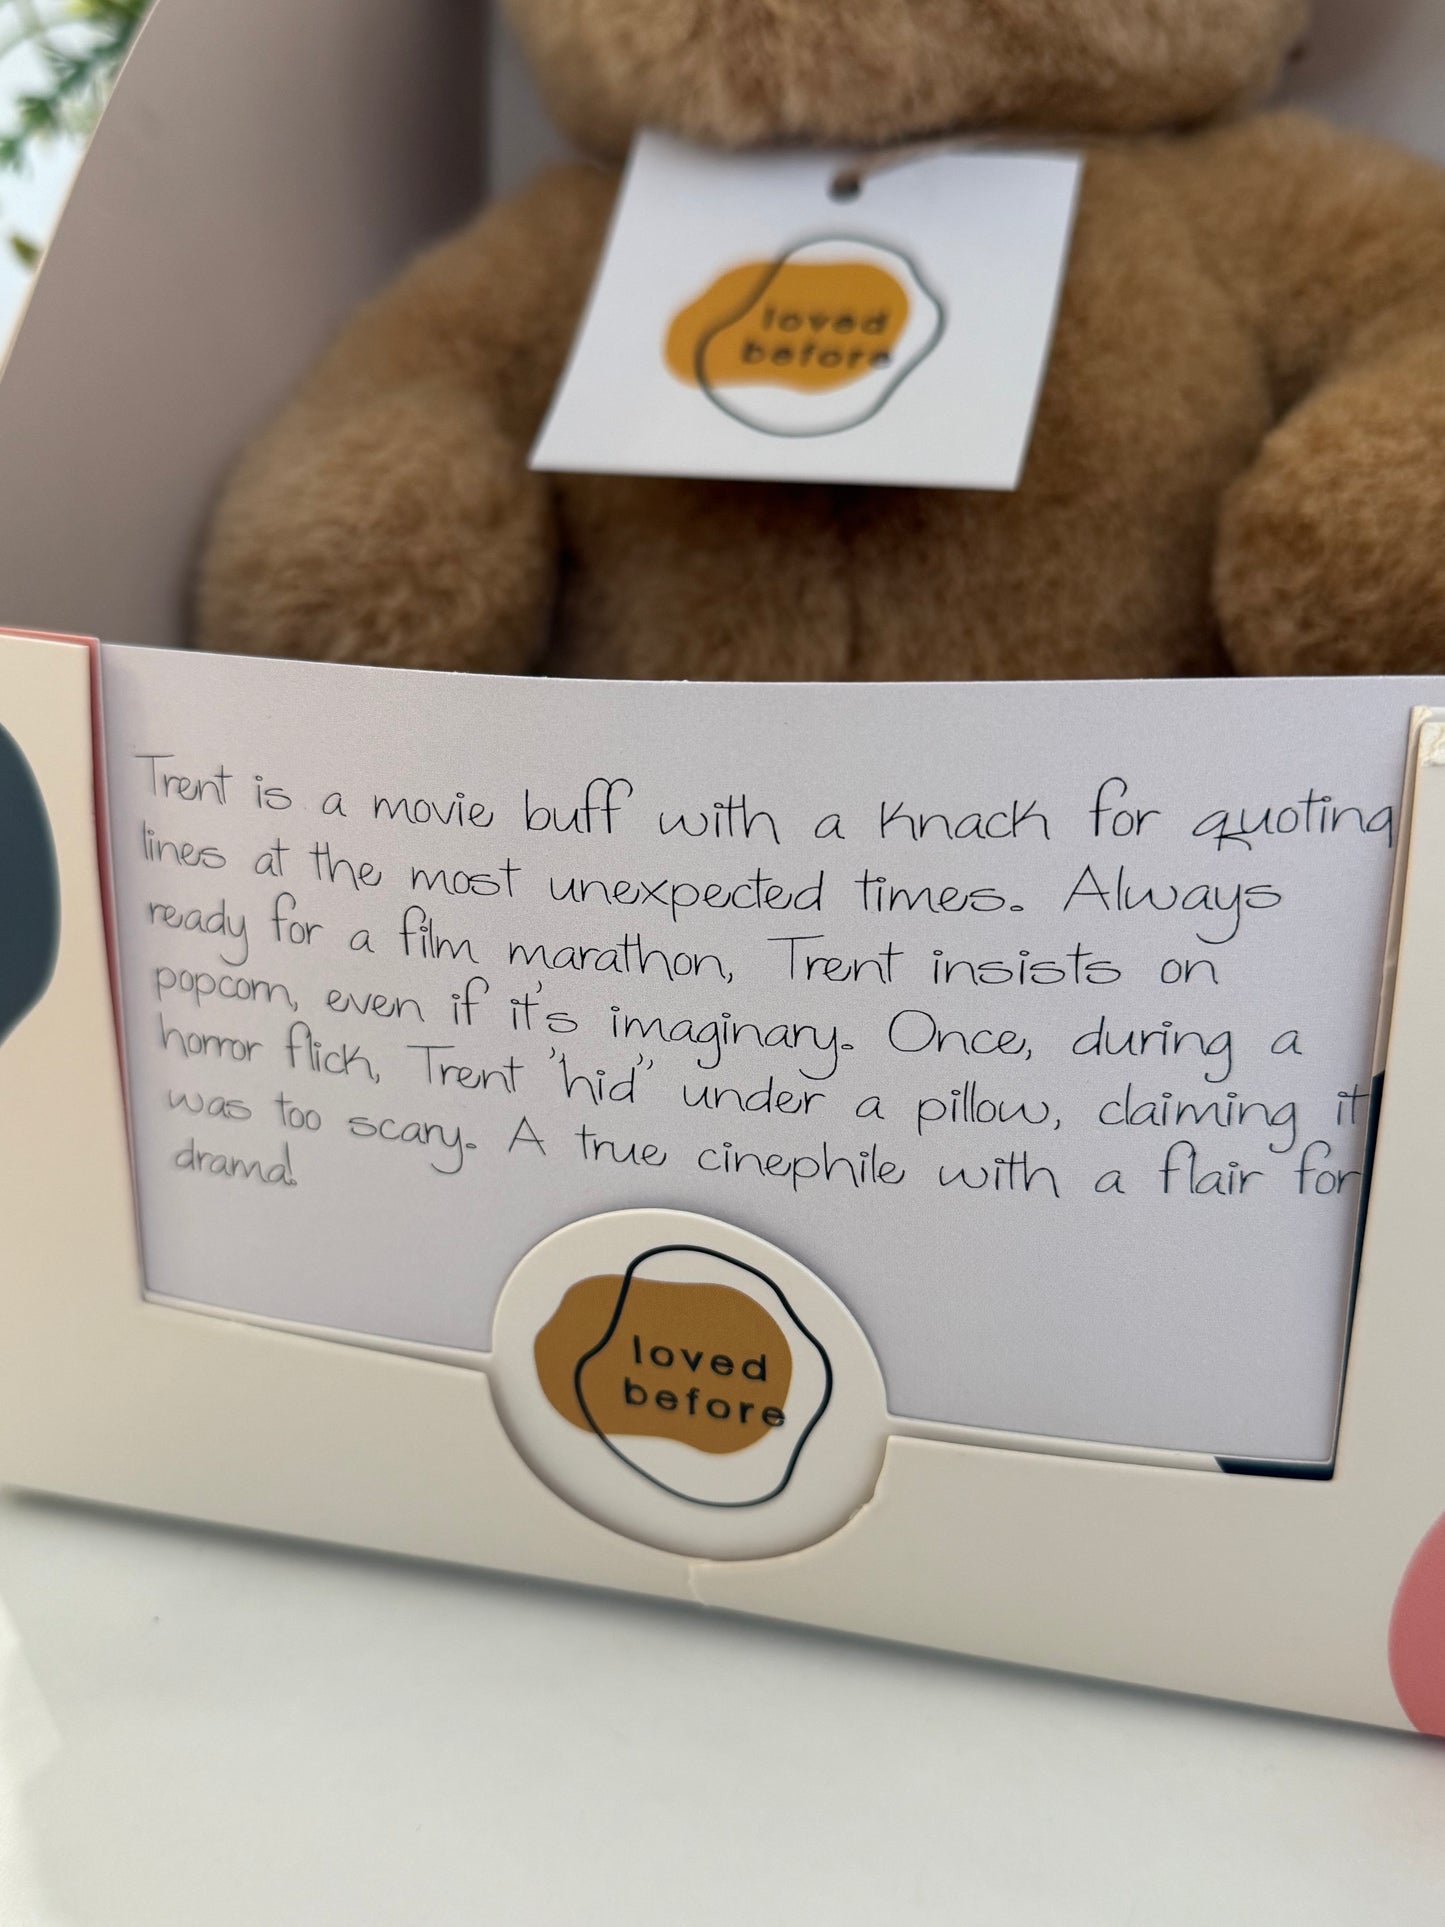 loved
before
Trent is a movie buff with a knack for quoting
lines at the most unexpected times. Always
ready for a film marathon, Trent insists on
popcorn, even if it's imaginary. Once, during a
horror flick, Trent 'hid" under a pillow, claiming it
was too scary. A true cinephile with a flair for
drama!
loved
before